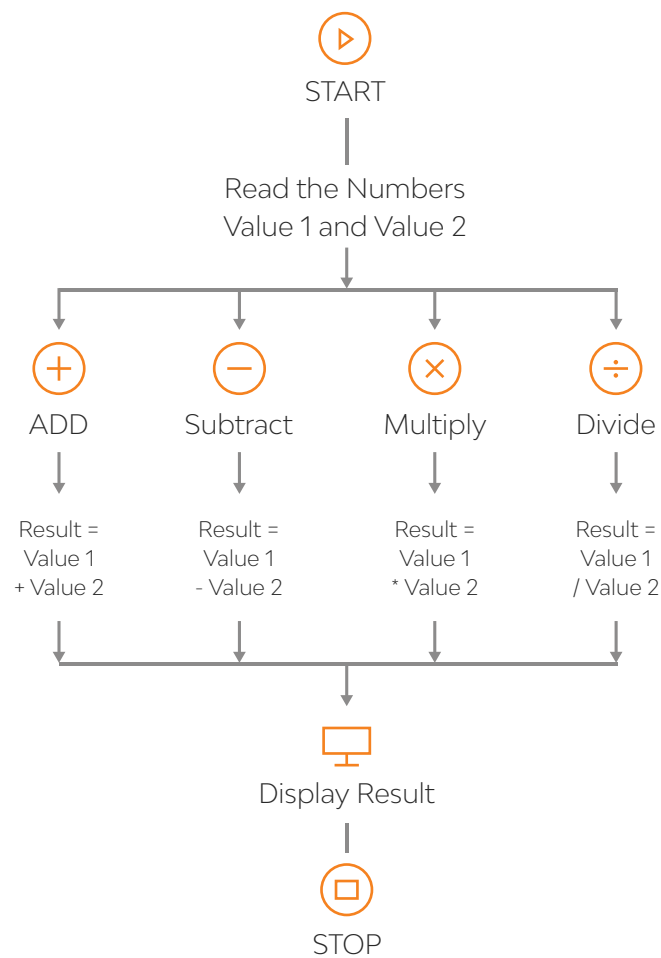 START
Read the Numbers
Value 1 and Value 2
ADD
Subtract
Multiply
Divide
Result =
Value 1
+ Value 2
Result =
Value 1
- Value 2
Result =
Value 1
* Value 2
Result =
Value 1
/ Value 2
Display Result
STOP